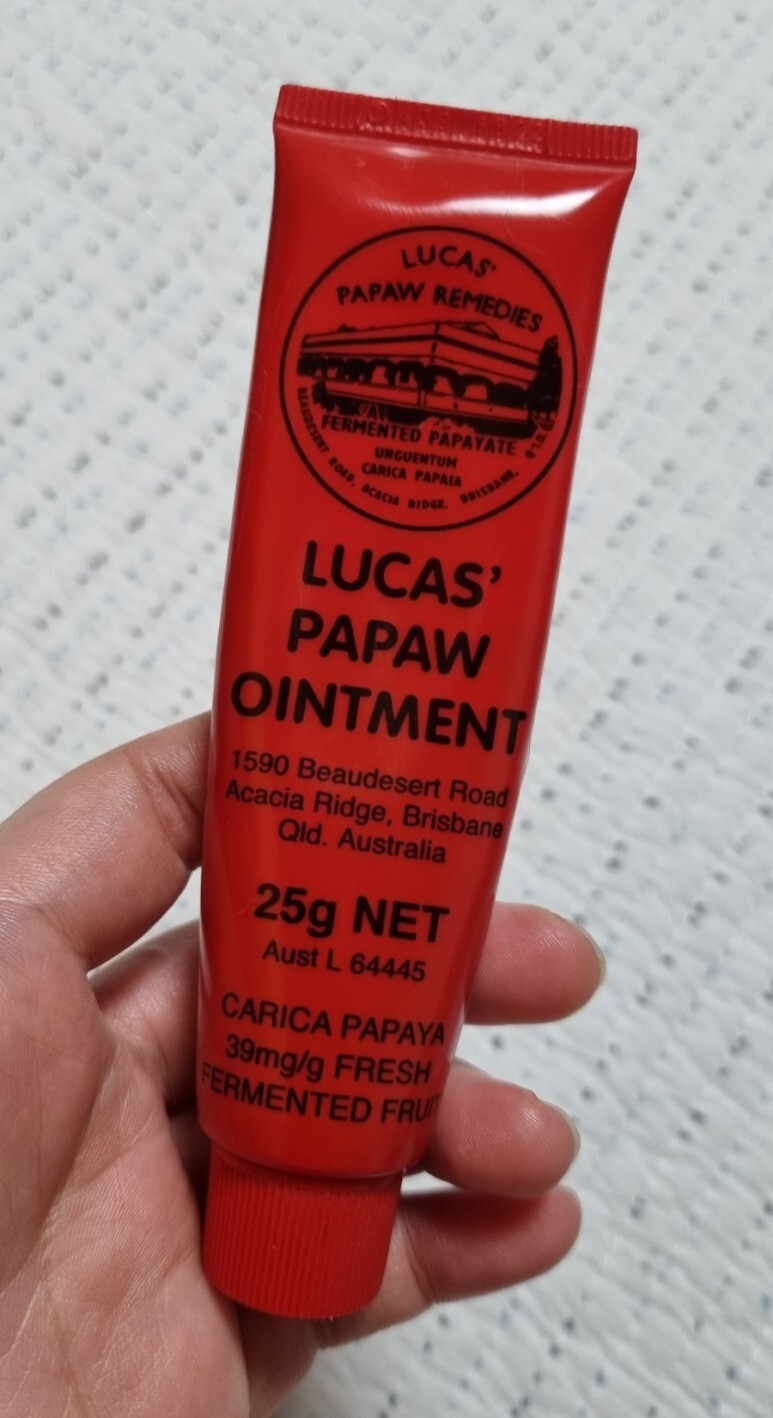 LUCAS'
PAPAW REMEDIES
FERMENTED PAPAYATE
UNGUENTUM
CARICA PAPAIA
BEAUDESERT ROAD, ACACIA RIDGE, BRISBANE, Q'LD.
LUCAS'
PAPAW
OINTMENT
1590 Beaudesert Road
Acacia Ridge, Brisbane
Qld. Australia
25g NET
Aust L 64445
CARICA PAPAYA
39mg/g FRESH
FERMENTED FRUIT